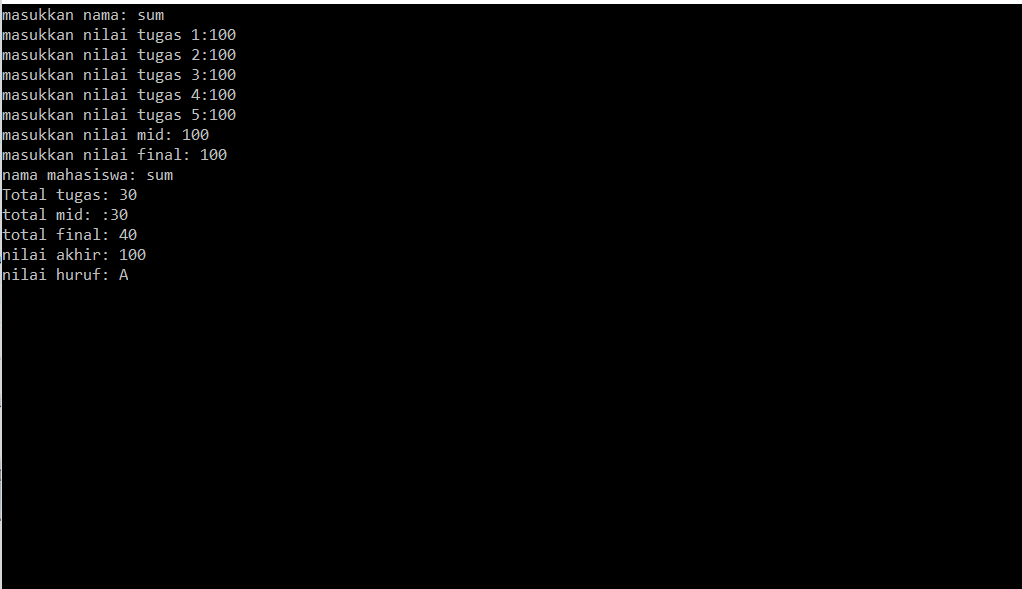 masukkan nama: sum
masukkan nilai tugas 1:100
masukkan nilai tugas 2:100
masukkan nilai tugas 3:100
masukkan nilai tugas 4:100
masukkan nilai tugas 5:100
masukkan nilai mid: 100
masukkan nilai final: 100
nama mahasiswa: sum
Total tugas: 30
total mid: :30
total final: 40
nilai akhir: 100
nilai huruf: A